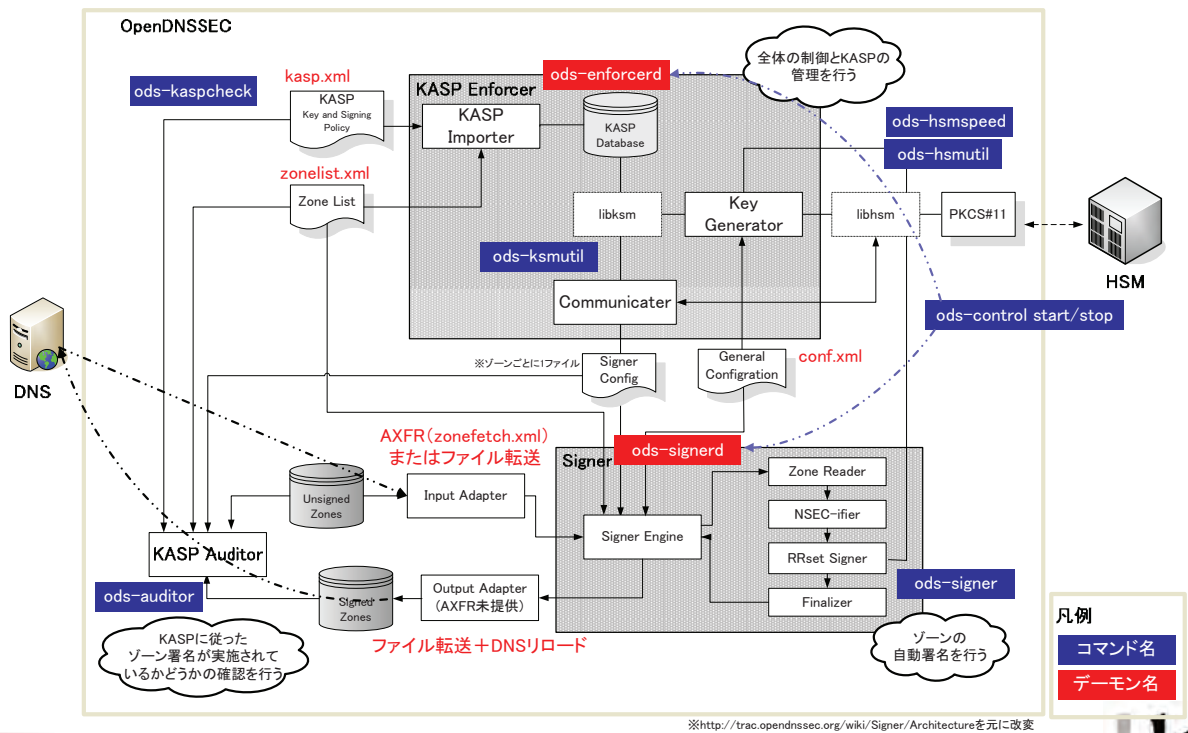 OpenDNSSEC
ods-kaspcheck
kasp.xml
KASP
Key and Signing
Policy
KASP Enforcer
ods-enforcerd
全体の制御とKASPの
管理を行う
KASP
Importer
KASP
Database
ods-hsmspeed
ods-hsmutil
zonelist.xml
Zone List
libksm
Key
Generator
libhsm
PKCS#11
HSM
ods-ksmutil
Communicater
ods-control start/stop
DNS
※ゾーンごとに1ファイル
Signer
Config
General
Configration
conf.xml
AXFR(zonefetch.xml)
またはファイル転送
Signer
ods-signerd
Unsigned
Zones
Input Adapter
Zone Reader
NSEC-ifier
Signer Engine
KASP Auditor
RRset Signer
ods-signer
ods-auditor
Signed
Zones
Output Adapter
(AXFR未提供)
Finalizer
KASPに従った
ゾーン署名が実施されて
いるかどうかの確認を行う
ファイル転送+DNSリロード
ゾーンの
自動署名を行う
凡例
コマンド名
デーモン名
※http://trac.opendnssec.org/wiki/Signer/Architectureを元に改変